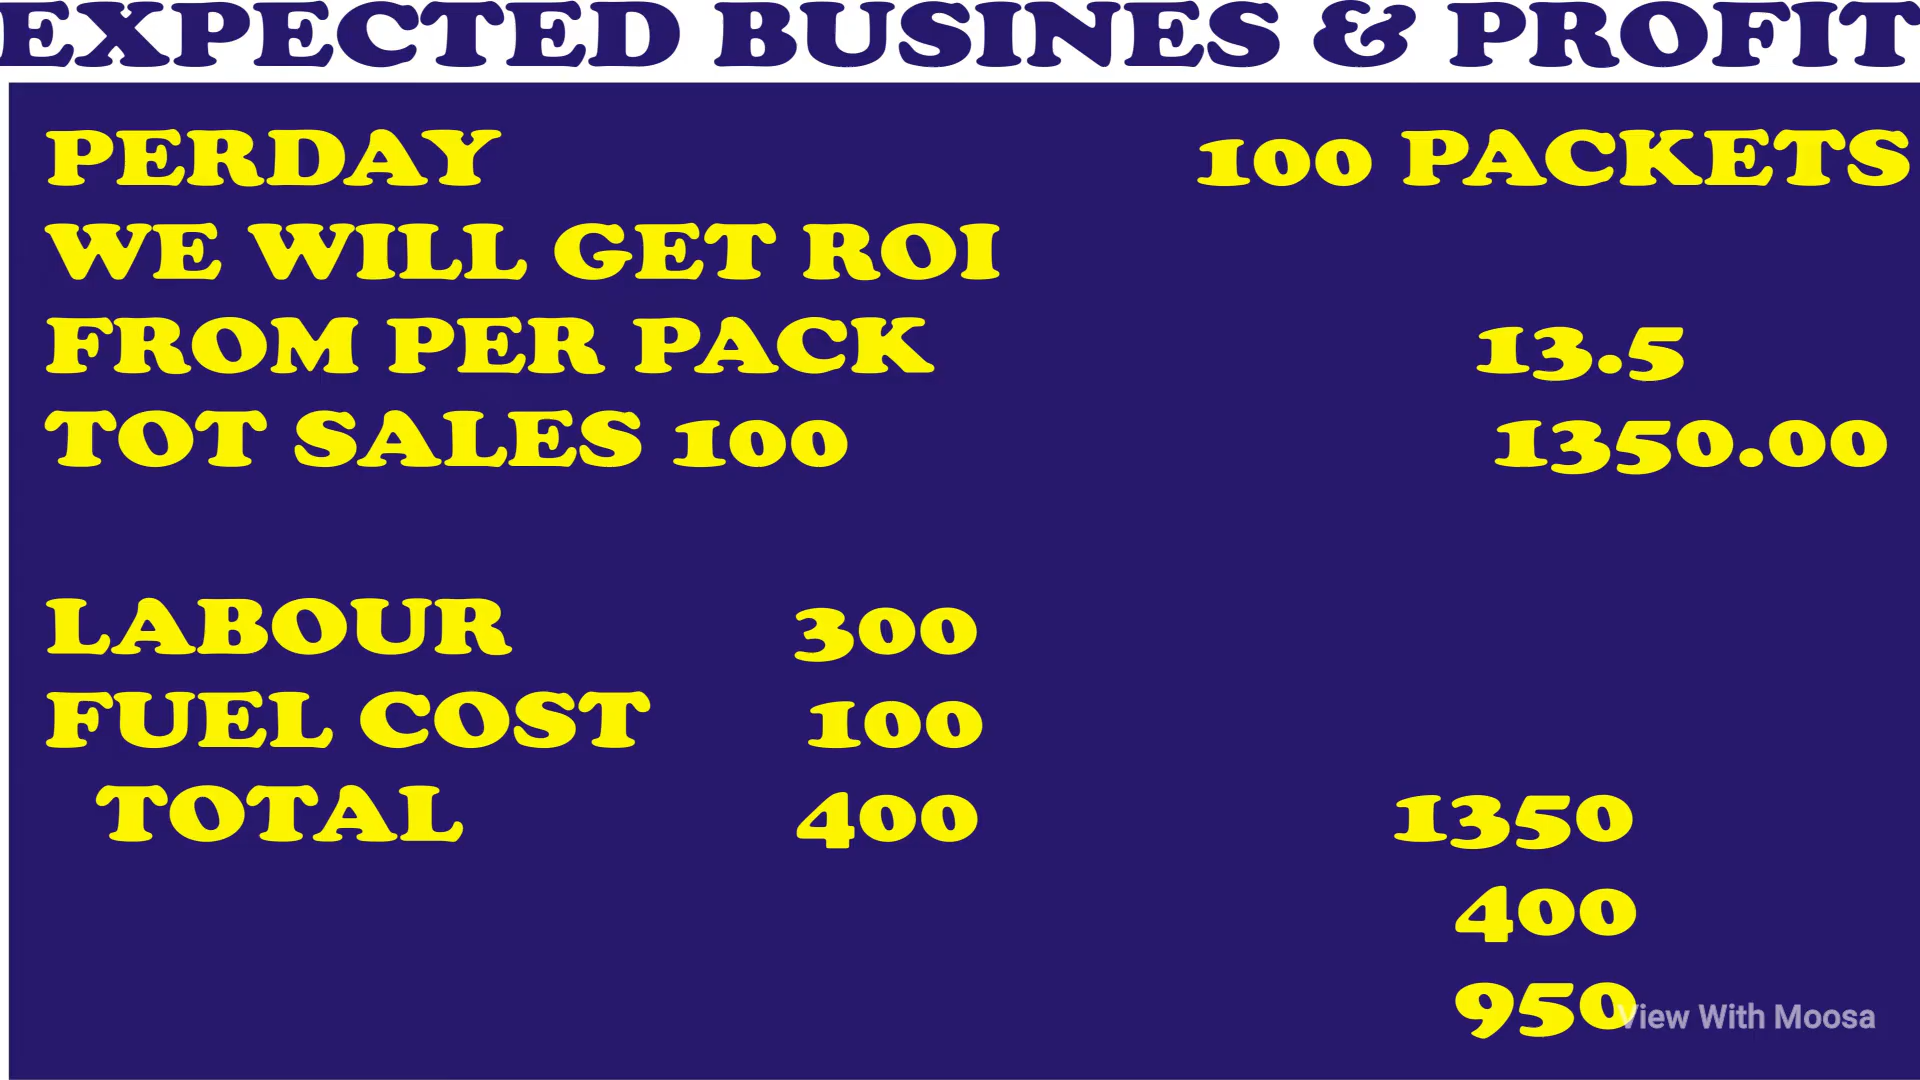 EXPECTED BUSINES & PROFIT
PERDAY 100 PACKETS
WE WILL GET ROI
FROM PER PACK 13.5
TOT SALES 100 1350.00
LABOUR 300
FUEL COST 100
TOTAL 400 1350
400
950
View With Moosa